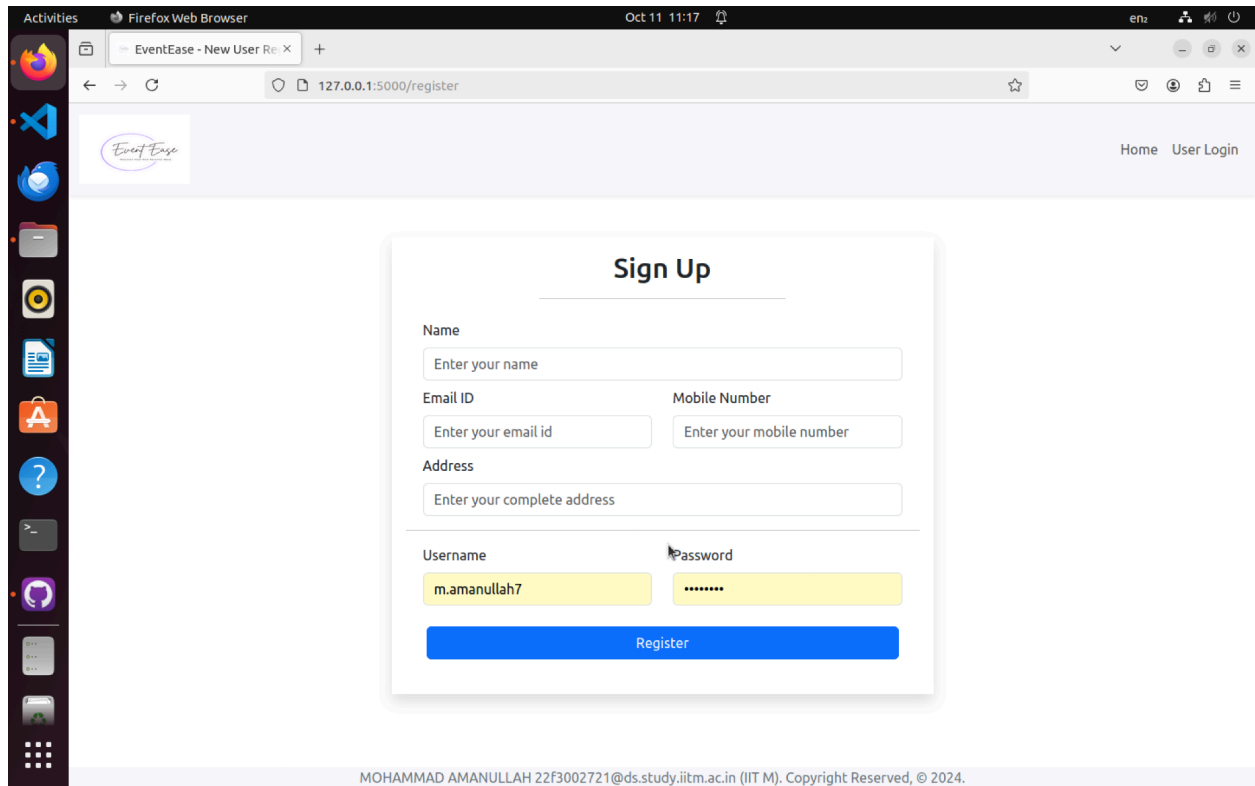 Activities Firefox Web Browser Oct 11 11:17 en₂
EventEase - New User Re
127.0.0.1:5000/register
Event Ease Home User Login
Sign Up
Name
Enter your name
Email ID Mobile Number
Enter your email id Enter your mobile number
Address
Enter your complete address
Username Password
m.amanullah7 ••••••••
Register
MOHAMMAD AMANULLAH 22f3002721@ds.study.iitm.ac.in (IIT M). Copyright Reserved, © 2024.